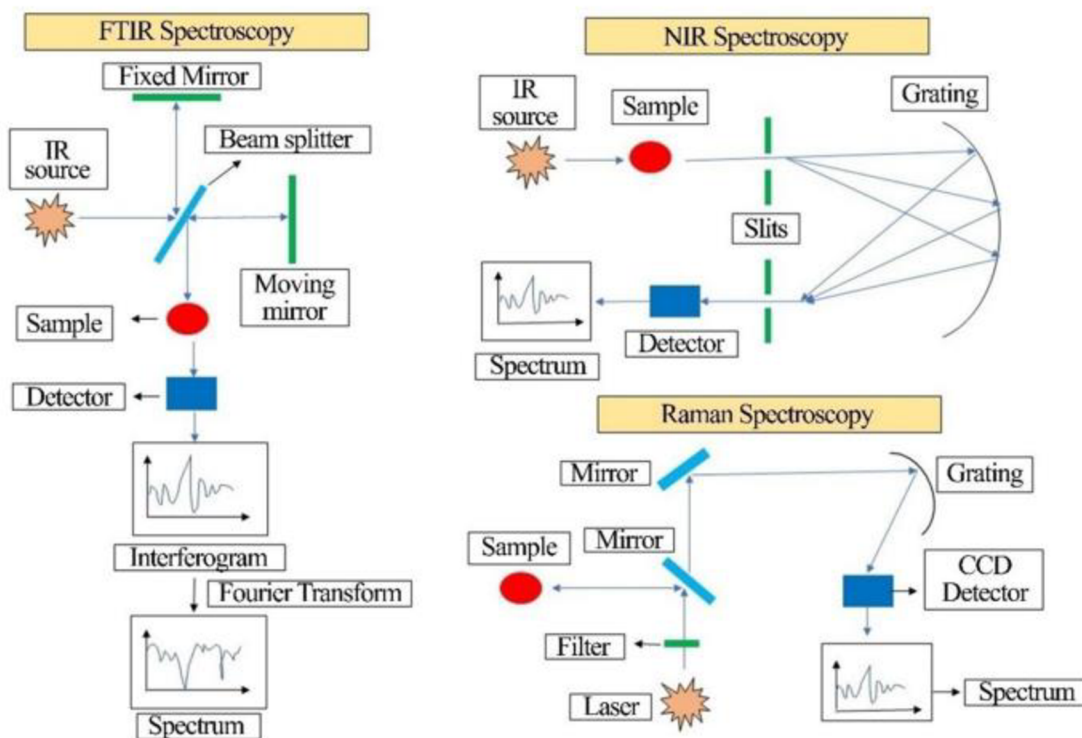 FTIR Spectroscopy
Fixed Mirror
Beam splitter
IR
source
Moving
mirror
Sample
Detector
Interferogram
Fourier Transform
Spectrum
NIR Spectroscopy
IR
source
Sample
Grating
Slits
Detector
Spectrum
Raman Spectroscopy
Mirror
Grating
Sample
Mirror
CCD
Detector
Filter
Laser
Spectrum